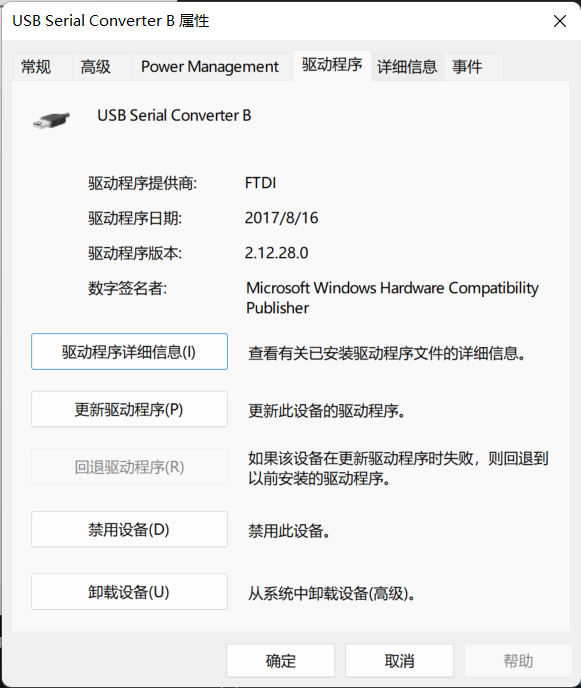 USB Serial Converter B 属性
常规 高级 Power Management 驱动程序 详细信息 事件
USB Serial Converter B
驱动程序提供商: FTDI
驱动程序日期: 2017/8/16
驱动程序版本: 2.12.28.0
数字签名者: Microsoft Windows Hardware Compatibility
Publisher
驱动程序详细信息(I) 查看有关已安装驱动程序文件的详细信息。
更新驱动程序(P) 更新此设备的驱动程序。
回退驱动程序(R) 如果该设备在更新驱动程序时失败，则回退到
以前安装的驱动程序。
禁用设备(D) 禁用此设备。
卸载设备(U) 从系统中卸载设备(高级)。
确定 取消 帮助